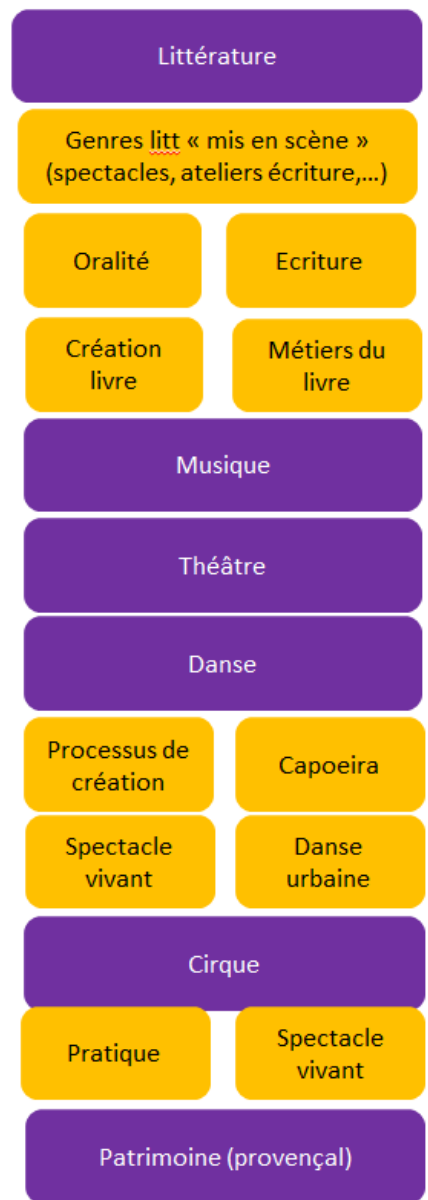 Littérature
Genres litt « mis en scène »
(spectacles, ateliers écriture,…)
Oralité
Ecriture
Création
livre
Métiers du
livre
Musique
Théâtre
Danse
Processus de
création
Capoeira
Spectacle
vivant
Danse
urbaine
Cirque
Pratique
Spectacle
vivant
Patrimoine (provençal)